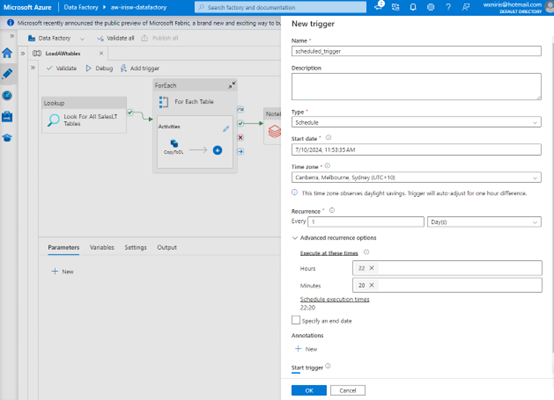 Microsoft Azure
Data Factory
aw-irisw-datafactory
Search factory and documentation
wsniris@hotmail.com
DEFAULT DIRECTORY
Microsoft recently announced the public preview of Microsoft Fabric, a brand new and exciting way to bu
Data Factory
Validate all
Publish all
LoadAWtables
Validate
Debug
Add trigger
Lookup
Look For All SalesLT
Tables
ForEach
For Each Table
Activities
CopyToDL
Noteb
Parameters
Variables
Settings
Output
New
New trigger
Name *
scheduled_trigger
Description
Type *
Schedule
Start date *
7/10/2024, 11:53:35 AM
Time zone *
Canberra, Melbourne, Sydney (UTC+10)
This time zone observes daylight savings. Trigger will auto-adjust for one hour difference.
Recurrence *
Every 1 Day(s)
Advanced recurrence options
Execute at these times
Hours 22
Minutes 20
Schedule execution times
22:20
Specify an end date
Annotations
New
Start trigger
OK
Cancel